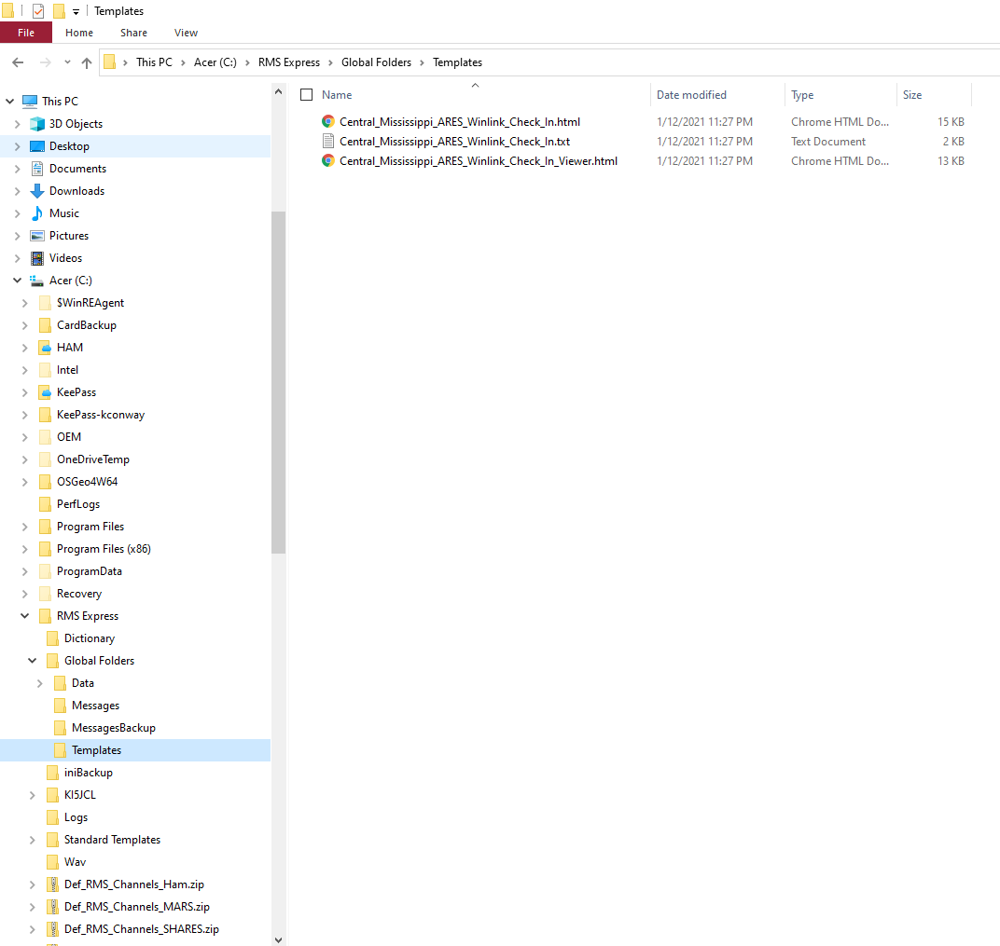 Templates
File Home Share View
This PC Acer (C:) RMS Express Global Folders Templates
Name Date modified Type Size
Central_Mississippi_ARES_Winlink_Check_In.html 1/12/2021 11:27 PM Chrome HTML Do... 15 KB
Central_Mississippi_ARES_Winlink_Check_In.txt 1/12/2021 11:27 PM Text Document 2 KB
Central_Mississippi_ARES_Winlink_Check_In_Viewer.html 1/12/2021 11:27 PM Chrome HTML Do... 13 KB
This PC
3D Objects
Desktop
Documents
Downloads
Music
Pictures
Videos
Acer (C:)
$WinREAgent
CardBackup
HAM
Intel
KeePass
KeePass-kconway
OEM
OneDriveTemp
OSGeo4W64
PerfLogs
Program Files
Program Files (x86)
ProgramData
Recovery
RMS Express
Dictionary
Global Folders
Data
Messages
MessagesBackup
Templates
iniBackup
KI5JCL
Logs
Standard Templates
Wav
Def_RMS_Channels_Ham.zip
Def_RMS_Channels_MARS.zip
Def_RMS_Channels_SHARES.zip